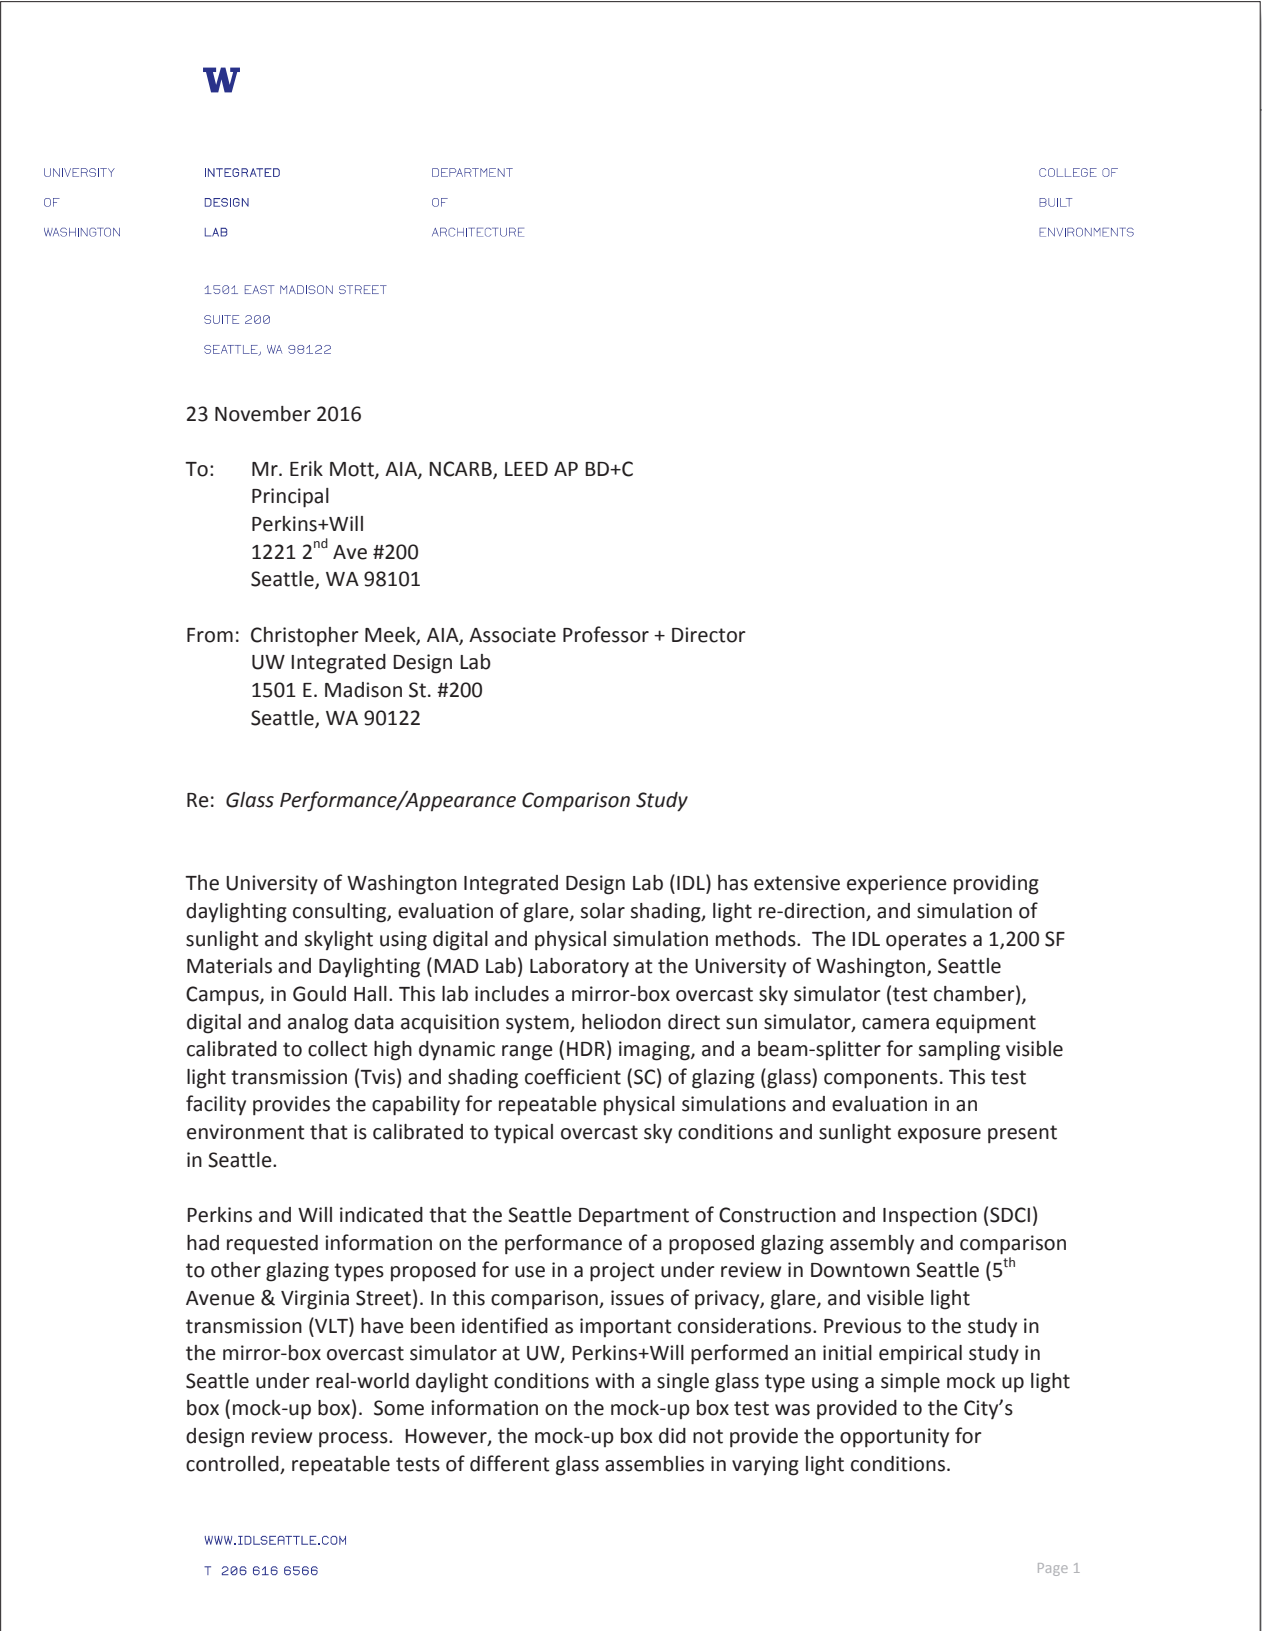 W
UNIVERSITY
OF
WASHINGTON
INTEGRATED
DESIGN
LAB
DEPARTMENT
OF
ARCHITECTURE
COLLEGE OF
BUILT
ENVIRONMENTS
1501 EAST MADISON STREET
SUITE 200
SEATTLE, WA 98122
23 November 2016
To: Mr. Erik Mott, AIA, NCARB, LEED AP BD+C
Principal
Perkins+Will
1221 2nd Ave #200
Seattle, WA 98101
From: Christopher Meek, AIA, Associate Professor + Director
UW Integrated Design Lab
1501 E. Madison St. #200
Seattle, WA 90122
Re: Glass Performance/Appearance Comparison Study
The University of Washington Integrated Design Lab (IDL) has extensive experience providing
daylighting consulting, evaluation of glare, solar shading, light re-direction, and simulation of
sunlight and skylight using digital and physical simulation methods. The IDL operates a 1,200 SF
Materials and Daylighting (MAD Lab) Laboratory at the University of Washington, Seattle
Campus, in Gould Hall. This lab includes a mirror-box overcast sky simulator (test chamber),
digital and analog data acquisition system, heliodon direct sun simulator, camera equipment
calibrated to collect high dynamic range (HDR) imaging, and a beam-splitter for sampling visible
light transmission (Tvis) and shading coefficient (SC) of glazing (glass) components. This test
facility provides the capability for repeatable physical simulations and evaluation in an
environment that is calibrated to typical overcast sky conditions and sunlight exposure present
in Seattle.
Perkins and Will indicated that the Seattle Department of Construction and Inspection (SDCI)
had requested information on the performance of a proposed glazing assembly and comparison
to other glazing types proposed for use in a project under review in Downtown Seattle (5th
Avenue & Virginia Street). In this comparison, issues of privacy, glare, and visible light
transmission (VLT) have been identified as important considerations. Previous to the study in
the mirror-box overcast simulator at UW, Perkins+Will performed an initial empirical study in
Seattle under real-world daylight conditions with a single glass type using a simple mock up light
box (mock-up box). Some information on the mock-up box test was provided to the City's
design review process. However, the mock-up box did not provide the opportunity for
controlled, repeatable tests of different glass assemblies in varying light conditions.
WWW.IDLSEATTLE.COM
T 206 616 6566
Page 1